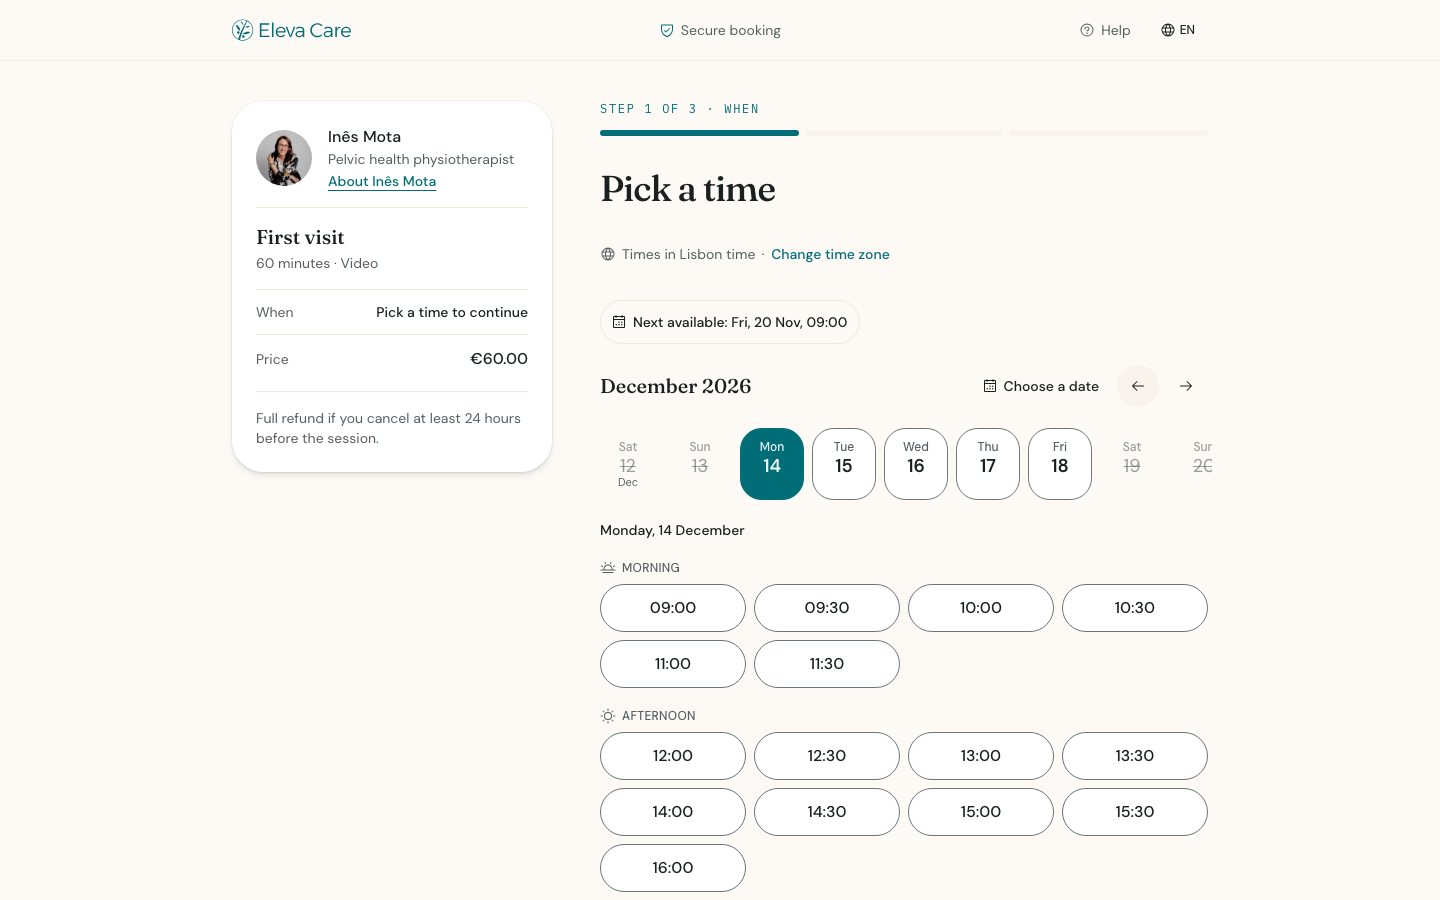 Eleva Care
Secure booking
Help
EN
Inês Mota
Pelvic health physiotherapist
About Inês Mota
First visit
60 minutes · Video
When
Pick a time to continue
Price
€60.00
Full refund if you cancel at least 24 hours
before the session.
STEP 1 OF 3 · WHEN
Pick a time
Times in Lisbon time · Change time zone
Next available: Fri, 20 Nov, 09:00
December 2026
Choose a date
Sat
12
Dec
Sun
13
Mon
14
Tue
15
Wed
16
Thu
17
Fri
18
Sat
19
Sun
20
Monday, 14 December
MORNING
09:00 09:30 10:00 10:30
11:00 11:30
AFTERNOON
12:00 12:30 13:00 13:30
14:00 14:30 15:00 15:30
16:00